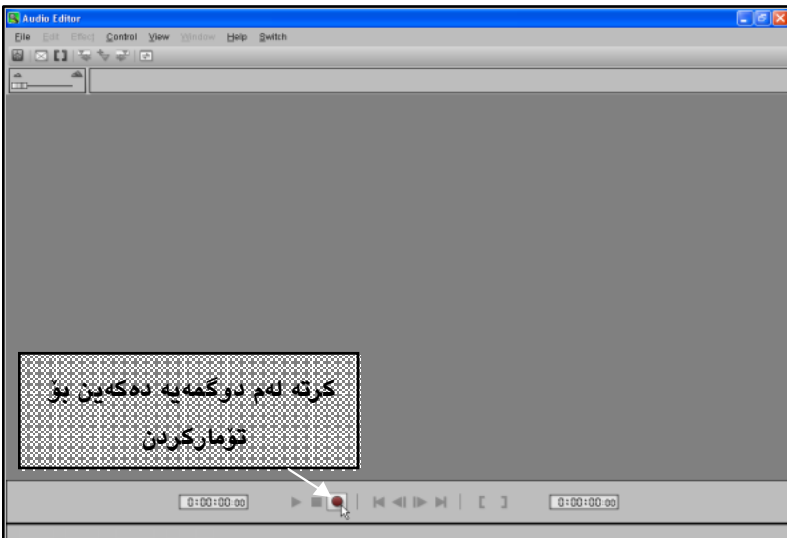 Audio Editor
File Edit Effect Control View Window Help Switch
کرتە لەم دوگمەیە دەکەین بۆ
تۆمارکردن
0:00:00:00 0:00:00:00